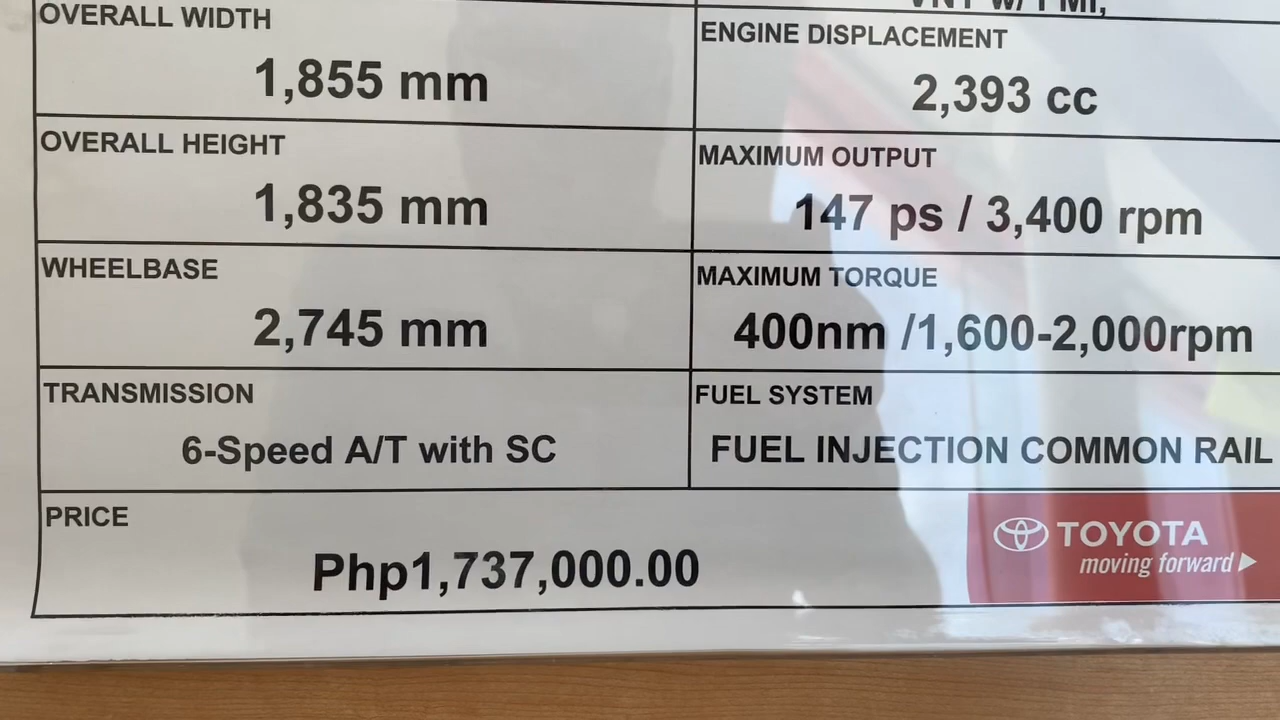 OVERALL WIDTH
1,855 mm
ENGINE DISPLACEMENT
2,393 cc
OVERALL HEIGHT
1,835 mm
MAXIMUM OUTPUT
147 ps / 3,400 rpm
WHEELBASE
2,745 mm
MAXIMUM TORQUE
400nm /1,600-2,000rpm
TRANSMISSION
6-Speed A/T with SC
FUEL SYSTEM
FUEL INJECTION COMMON RAIL
PRICE
Php1,737,000.00
TOYOTA
moving forward